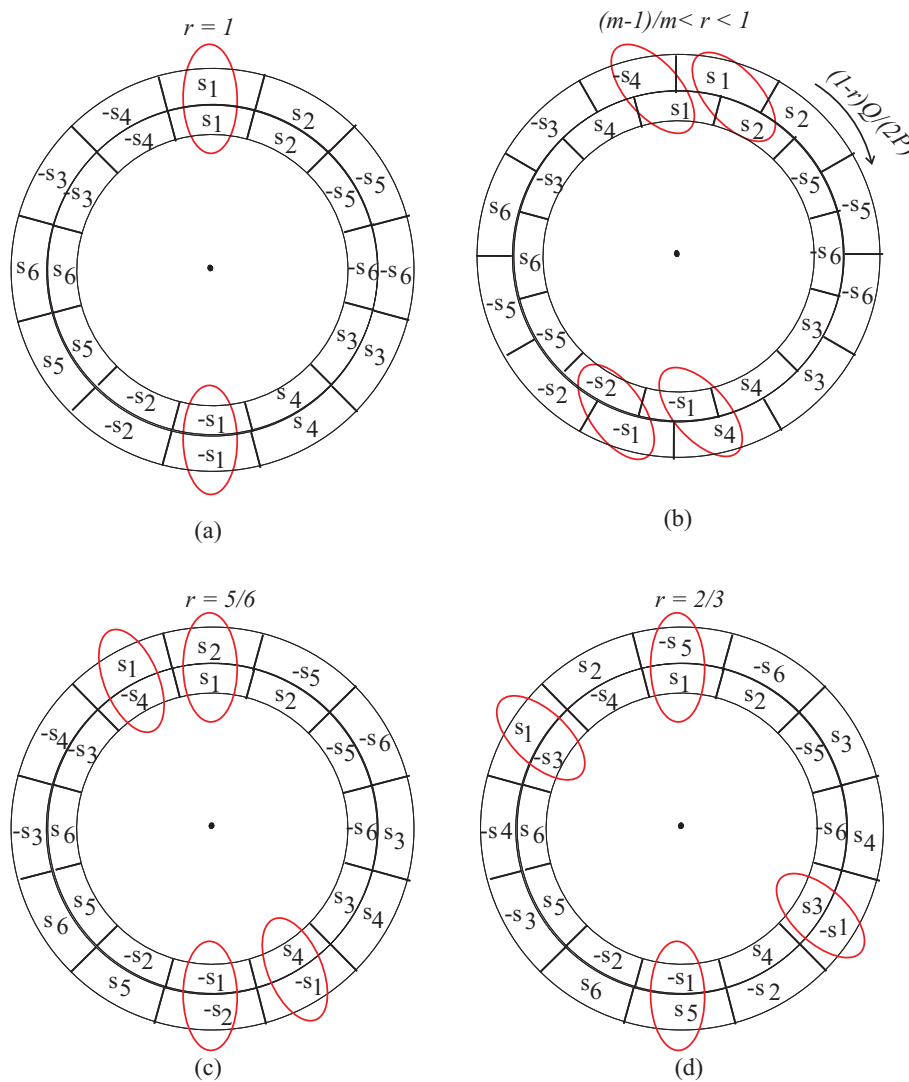 r = 1
s1
-s4 s1 s2
-s4 s2
-s3 -s3 -s5 -s5
s6 s6 -s6 -s6
s5 s5 s3 s3
-s2 s4
-s2 -s1 s4
-s1
(a)
(m-1)/m< r < 1
(1-r)Q/(2P)
-s4 s1
s1 s2 s2
-s3 s4
-s3 -s5
s6 -s5
s6 -s6
-s5 -s6
-s5 s3
-s2 -s2 s4 s3
-s1
-s1 s4
(b)
r = 5/6
s2
s1 s1 -s5
-s4 s2
-s4 -s3 -s5 -s6
-s3 s6 -s6 s3
s6 s5 s3 s4
-s2 s4
s5 -s1 -s1
-s2
(c)
r = 2/3
-s5
s2 s1 -s6
-s4 s2
s1 -s3 -s5 s3
-s4 s6 -s6 s4
-s3 s5 s3 -s1
-s2 s4
s6 -s1 -s2
s5
(d)